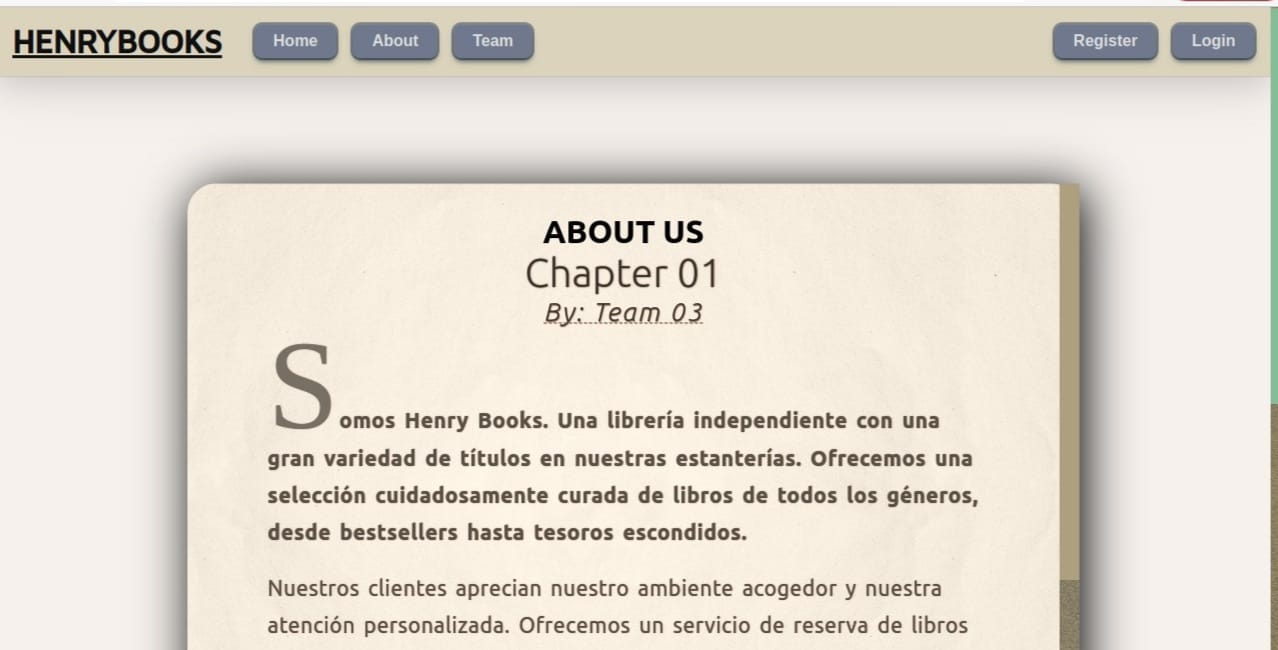 HENRYBOOKS Home About Team Register Login
ABOUT US
Chapter 01
By: Team 03
Somos Henry Books. Una librería independiente con una
gran variedad de títulos en nuestras estanterías. Ofrecemos una
selección cuidadosamente curada de libros de todos los géneros,
desde bestsellers hasta tesoros escondidos.
Nuestros clientes aprecian nuestro ambiente acogedor y nuestra
atención personalizada. Ofrecemos un servicio de reserva de libros